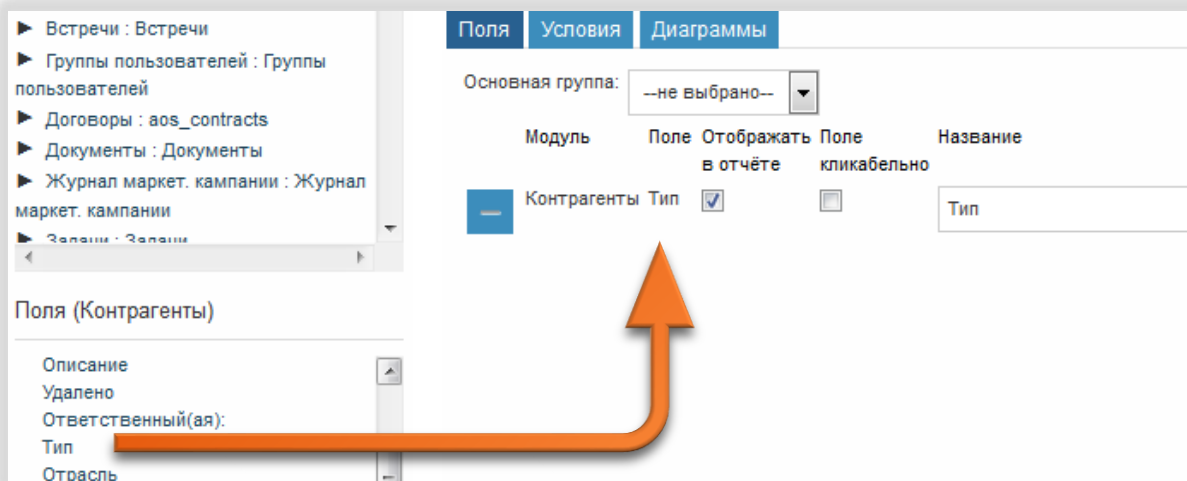 ► Встречи : Встречи
► Группы пользователей : Группы
пользователей
► Договоры : aos_contracts
► Документы : Документы
► Журнал маркет. кампании : Журнал
маркет. кампании
► Задачи : Задачи
Поля (Контрагенты)
Описание
Удалено
Ответственный(ая):
Тип
Отрасль
Поля Условия Диаграммы
Основная группа: --не выбрано--
Модуль Поле Отображать в отчёте Поле кликабельно Название
Контрагенты Тип Тип